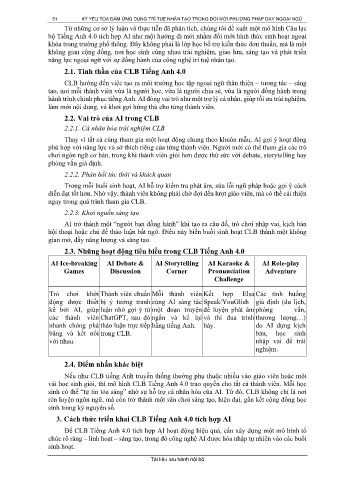 51 KỶ YẾU TỌA ĐÀM ỨNG DỤNG TRÍ TUỆ NHÂN TẠO TRONG ĐỔI MỚI PHƯƠNG PHÁP DẠY NGOẠI NGỮ
Từ những cơ sở lý luận và thực tiễn đã phân tích, chúng tôi đề xuất một mô hình Câu lạc
bộ Tiếng Anh 4.0 tích hợp AI như một hướng đi mới nhằm đổi mới hình thức sinh hoạt ngoại
khóa trong trường phổ thông. Đây không phải là lớp học bổ trợ kiến thức đơn thuần, mà là một
không gian cộng đồng, nơi học sinh cùng nhau trải nghiệm, giao lưu, sáng tạo và phát triển
năng lực ngoại ngữ với sự đồng hành của công nghệ trí tuệ nhân tạo.
2.1. Tinh thần của CLB Tiếng Anh 4.0
CLB hướng đến việc tạo ra môi trường học tập ngoại ngữ thân thiện – tương tác – sáng
tạo, nơi mỗi thành viên vừa là người học, vừa là người chia sẻ, vừa là người đồng hành trong
hành trình chinh phục tiếng Anh. AI đóng vai trò như một trợ lý cá nhân, giúp tối ưu trải nghiệm,
làm mới nội dung, và khơi gợi hứng thú cho từng thành viên.
2.2. Vai trò của AI trong CLB
2.2.1. Cá nhân hóa trải nghiệm CLB
Thay vì tất cả cùng tham gia một hoạt động chung theo khuôn mẫu, AI gợi ý hoạt động
phù hợp với năng lực và sở thích riêng của từng thành viên. Người mới có thể tham gia các trò
chơi ngôn ngữ cơ bản, trong khi thành viên giỏi hơn được thử sức với debate, storytelling hay
phỏng vấn giả định.
2.2.2. Phản hồi tức thời và khách quan
Trong mỗi buổi sinh hoạt, AI hỗ trợ kiểm tra phát âm, sửa lỗi ngữ pháp hoặc gợi ý cách
diễn đạt tốt hơn. Nhờ vậy, thành viên không phải chờ đợi đến lượt giáo viên, mà có thể cải thiện
ngay trong quá trình tham gia CLB.
2.2.3. Khơi nguồn sáng tạo
AI trở thành một “người bạn đồng hành” khi tạo ra câu đố, trò chơi nhập vai, kịch bản
hội thoại hoặc chủ đề thảo luận bất ngờ. Điều này biến buổi sinh hoạt CLB thành một không
gian mở, đầy năng lượng và sáng tạo.
2.3. Những hoạt động tiêu biểu trong CLB Tiếng Anh 4.0
AI Ice-breaking Games
AI Debate & Discussion
AI Storytelling Corner
AI Karaoke & Pronunciation Challenge
AI Role-play Adventure
Trò chơi khởi động được thiết kế bởi AI, giúp các thành viên nhanh chóng phá băng và kết nối với nhau.
Thành viên chuẩn bị ý tưởng tranh luận nhờ gợi ý từ ChatGPT, sau đó thảo luận trực tiếp trong CLB.
Mỗi thành viên cùng AI sáng tác một đoạn truyện ngắn và kể lại bằng tiếng Anh.
Kết hợp Elsa Speak/YouGlish để luyện phát âm và thi đua trình bày.
Các tình huống giả định (du lịch, phỏng vấn, thương lượng…) do AI dựng kịch bản, học sinh nhập vai để trải nghiệm.
2.4. Điểm nhấn khác biệt
Nếu như CLB tiếng Anh truyền thống thường phụ thuộc nhiều vào giáo viên hoặc một
vài học sinh giỏi, thì mô hình CLB Tiếng Anh 4.0 trao quyền cho tất cả thành viên. Mỗi học
sinh có thể “tự tin tỏa sáng” nhờ sự hỗ trợ cá nhân hóa của AI. Từ đó, CLB không chỉ là nơi
rèn luyện ngôn ngữ, mà còn trở thành một sân chơi sáng tạo, hiện đại, gắn kết cộng đồng học
sinh trong kỷ nguyên số.
3. Cách thức triển khai CLB Tiếng Anh 4.0 tích hợp AI
Để CLB Tiếng Anh 4.0 tích hợp AI hoạt động hiệu quả, cần xây dựng một mô hình tổ
chức rõ ràng – linh hoạt – sáng tạo, trong đó công nghệ AI được hòa nhập tự nhiên vào các buổi
sinh hoạt.
Tài liệu lưu hành nội bộ